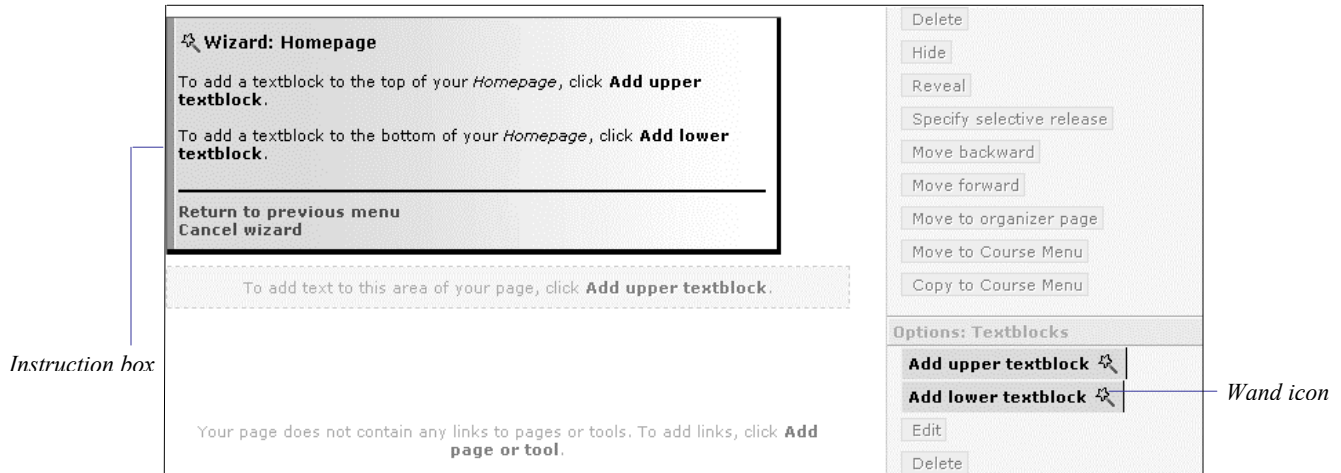 Wizard: Homepage
To add a textblock to the top of your Homepage, click Add upper
textblock.
To add a textblock to the bottom of your Homepage, click Add lower
textblock.
Return to previous menu
Cancel wizard
To add text to this area of your page, click Add upper textblock.
Your page does not contain any links to pages or tools. To add links, click Add
page or tool.
Instruction box
Delete
Hide
Reveal
Specify selective release
Move backward
Move forward
Move to organizer page
Move to Course Menu
Copy to Course Menu
Options: Textblocks
Add upper textblock
Add lower textblock
Edit
Delete
Wand icon